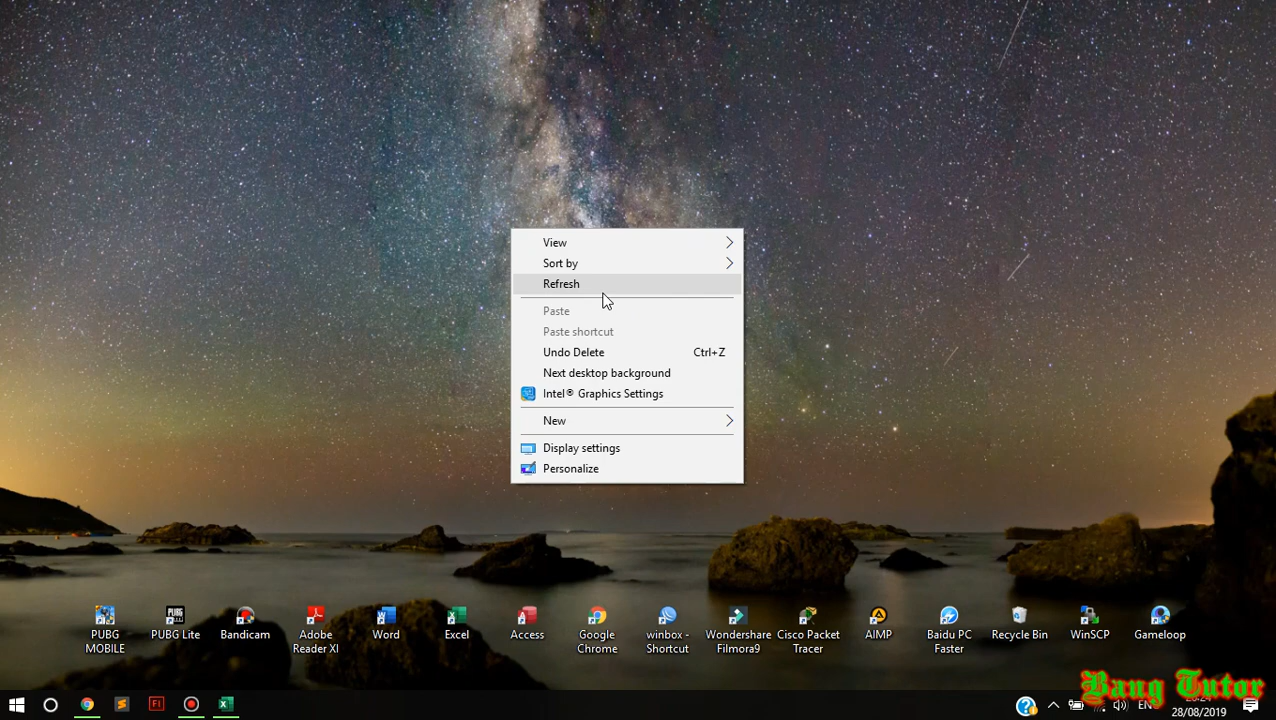 View
Sort by
Refresh
Paste
Paste shortcut
Undo Delete Ctrl+Z
Next desktop background
Intel® Graphics Settings
New
Display settings
Personalize
PUBG MOBILE
PUBG Lite
Bandicam
Adobe Reader XI
Word
Excel
Access
Google Chrome
winbox - Shortcut
Wondershare Filmora9
Cisco Packet Tracer
AIMP
Baidu PC Faster
Recycle Bin
WinSCP
Gameloop
Bang Tutor
28/08/2019